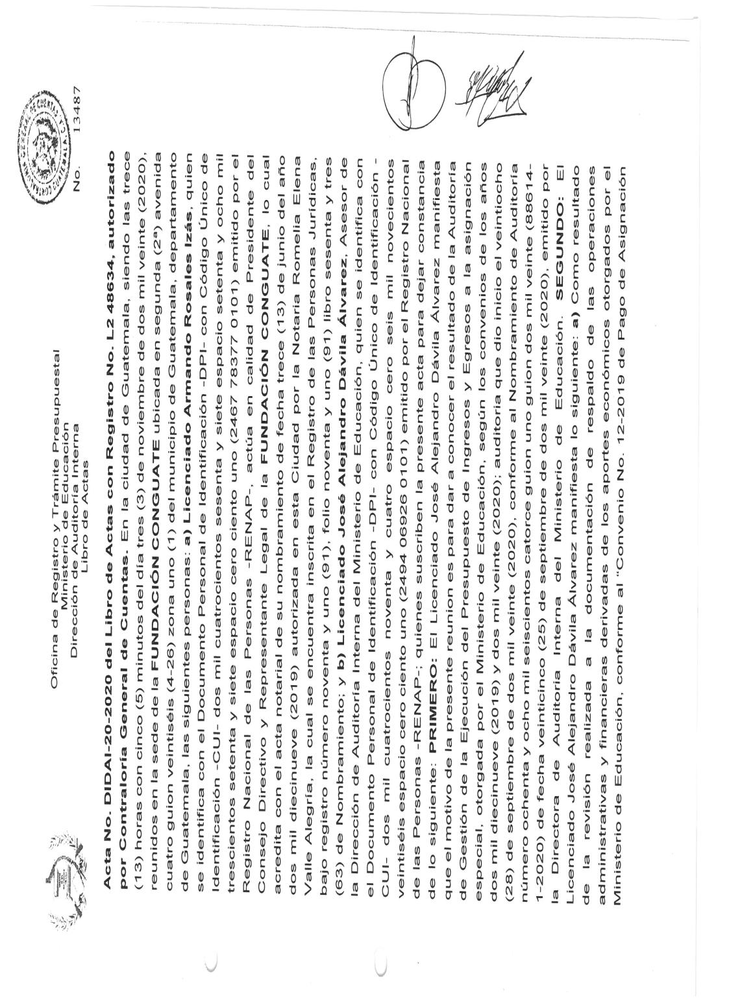 Oficina de Registro y Trámite Presupuestal
Ministerio de Educación
Dirección de Auditoría Interna
Libro de Actas
No. 13487
Acta No. DIDAI-20-2020 del Libro de Actas con Registro No. L2 48634, autorizado
por Contraloría General de Cuentas. En la ciudad de Guatemala, siendo las trece
(13) horas con cinco (5) minutos del día tres (3) de noviembre de dos mil veinte (2020),
reunidos en la sede de la FUNDACIÓN CONGUATE ubicada en segunda (2ª) avenida
cuatro guion veintiséis (4-26) zona uno (1) del municipio de Guatemala, departamento
de Guatemala, las siguientes personas: a) Licenciado Armando Rosales Izás, quien
se identifica con el Documento Personal de Identificación -DPI- con Código Único de
Identificación -CUI- dos mil cuatrocientos sesenta y siete espacio setenta y ocho mil
trescientos setenta y siete espacio cero ciento uno (2467 78377 0101) emitido por el
Registro Nacional de las Personas -RENAP-, actúa en calidad de Presidente del
Consejo Directivo y Representante Legal de la FUNDACIÓN CONGUATE, lo cual
acredita con el acta notarial de su nombramiento de fecha trece (13) de junio del año
dos mil diecinueve (2019) autorizada en esta Ciudad por la Notaria Romelia Elena
Valle Alegría, la cual se encuentra inscrita en el Registro de las Personas Jurídicas,
bajo registro número noventa y uno (91), folio noventa y uno (91) libro sesenta y tres
(63) de Nombramiento; y b) Licenciado José Alejandro Dávila Álvarez, Asesor de
la Dirección de Auditoría Interna del Ministerio de Educación, quien se identifica con
el Documento Personal de Identificación -DPI- con Código Único de Identificación -
CUI- dos mil cuatrocientos noventa y cuatro espacio cero seis mil novecientos
veintiséis espacio cero ciento uno (2494 06926 0101) emitido por el Registro Nacional
de las Personas -RENAP-; quienes suscriben la presente acta para dejar constancia
de lo siguiente: PRIMERO: El Licenciado José Alejandro Dávila Álvarez manifiesta
que el motivo de la presente reunion es para dar a conocer el resultado de la Auditoría
de Gestión de la Ejecución del Presupuesto de Ingresos y Egresos a la asignación
especial, otorgada por el Ministerio de Educación, según los convenios de los años
dos mil diecinueve (2019) y dos mil veinte (2020); auditoria que dio inicio el veintiocho
(28) de septiembre de dos mil veinte (2020), conforme al Nombramiento de Auditoría
número ochenta y ocho mil seiscientos catorce guion uno guion dos mil veinte (88614-
1-2020) de fecha veinticinco (25) de septiembre de dos mil veinte (2020), emitido por
la Directora de Auditoria Interna del Ministerio de Educación. SEGUNDO: El
Licenciado José Alejandro Dávila Álvarez manifiesta lo siguiente: a) Como resultado
de la revisión realizada a la documentación de respaldo de las operaciones
administrativas y financieras derivadas de los aportes económicos otorgados por el
Ministerio de Educación, conforme al "Convenio No. 12-2019 de Pago de Asignación